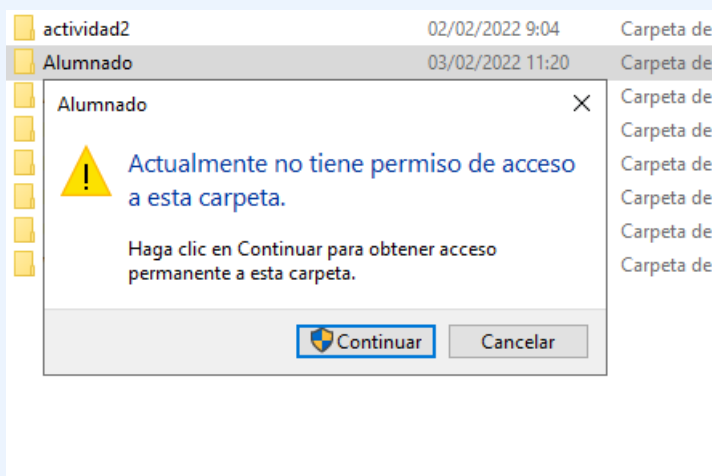 actividad2 02/02/2022 9:04 Carpeta de
Alumnado 03/02/2022 11:20 Carpeta de
Carpeta de
Alumnado
Carpeta de
Actualmente no tiene permiso de acceso
Carpeta de
a esta carpeta.
Carpeta de
Carpeta de
Haga clic en Continuar para obtener acceso
permanente a esta carpeta.
Carpeta de
Continuar Cancelar